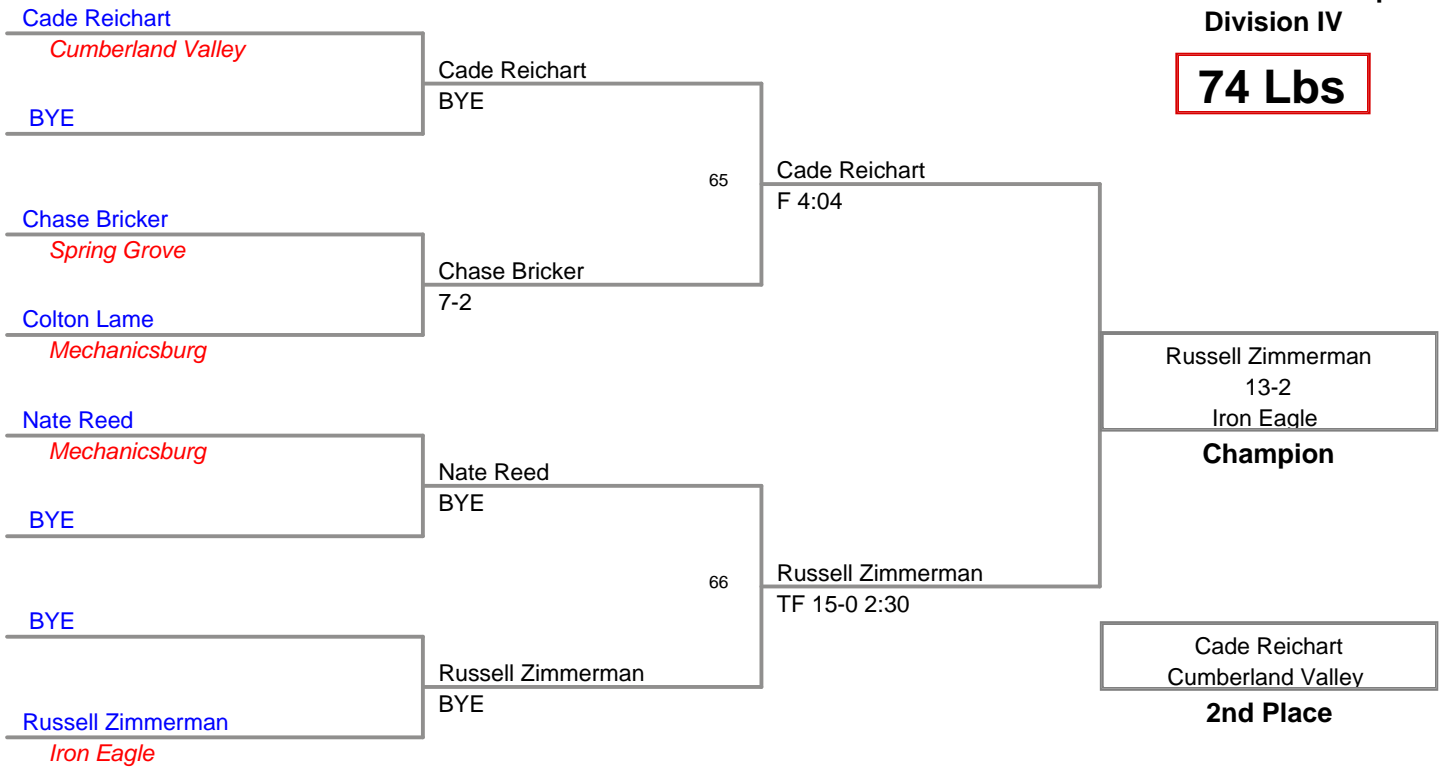 Division IV
74 Lbs
Cade Reichart
Cumberland Valley
BYE
Chase Bricker
Spring Grove
Colton Lame
Mechanicsburg
Nate Reed
Mechanicsburg
BYE
BYE
Russell Zimmerman
Iron Eagle
Cade Reichart
BYE
Chase Bricker
7-2
Nate Reed
BYE
Russell Zimmerman
BYE
65
Cade Reichart
F 4:04
66
Russell Zimmerman
TF 15-0 2:30
Russell Zimmerman
13-2
Iron Eagle
Champion
Cade Reichart
Cumberland Valley
2nd Place